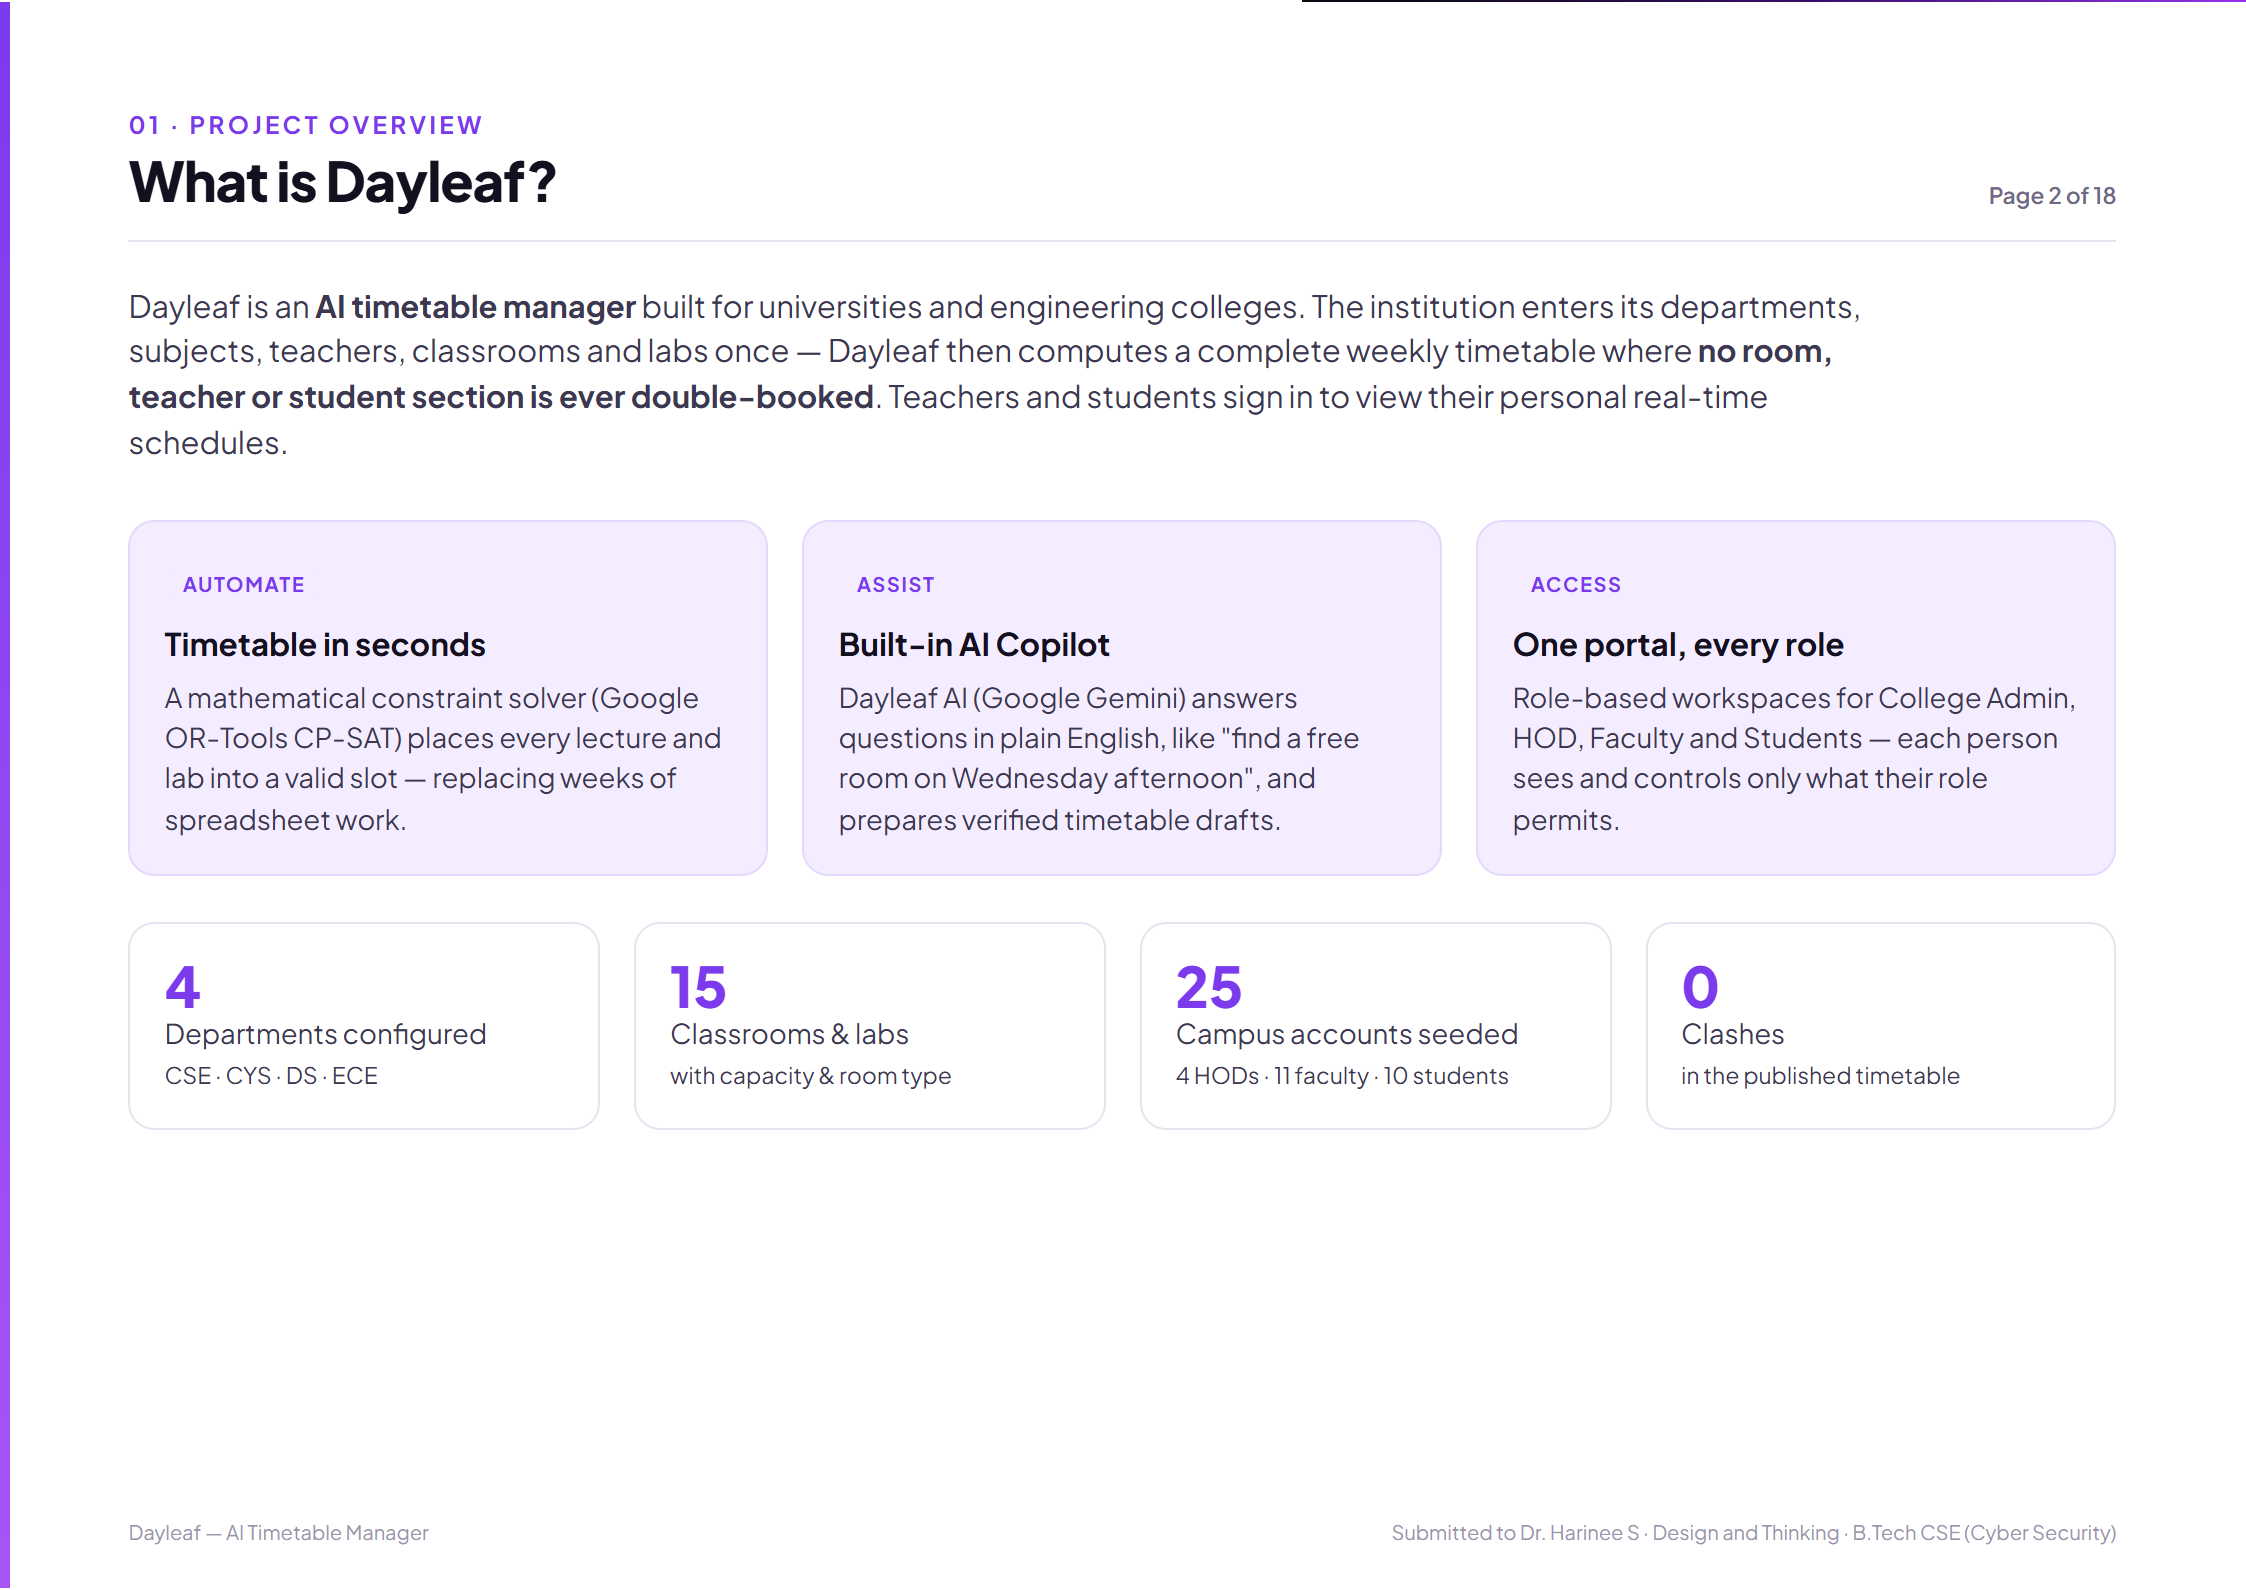 01 · PROJECT OVERVIEW
What is Dayleaf?
Page 2 of 18
Dayleaf is an AI timetable manager built for universities and engineering colleges. The institution enters its departments,
subjects, teachers, classrooms and labs once — Dayleaf then computes a complete weekly timetable where no room,
teacher or student section is ever double-booked. Teachers and students sign in to view their personal real-time
schedules.
AUTOMATE
Timetable in seconds
A mathematical constraint solver (Google
OR-Tools CP-SAT) places every lecture and
lab into a valid slot — replacing weeks of
spreadsheet work.
ASSIST
Built-in AI Copilot
Dayleaf AI (Google Gemini) answers
questions in plain English, like "find a free
room on Wednesday afternoon", and
prepares verified timetable drafts.
ACCESS
One portal, every role
Role-based workspaces for College Admin,
HOD, Faculty and Students — each person
sees and controls only what their role
permits.
4
Departments configured
CSE · CYS · DS · ECE
15
Classrooms & labs
with capacity & room type
25
Campus accounts seeded
4 HODs · 11 faculty · 10 students
0
Clashes
in the published timetable
Dayleaf — AI Timetable Manager
Submitted to Dr. Harinee S · Design and Thinking · B.Tech CSE (Cyber Security)